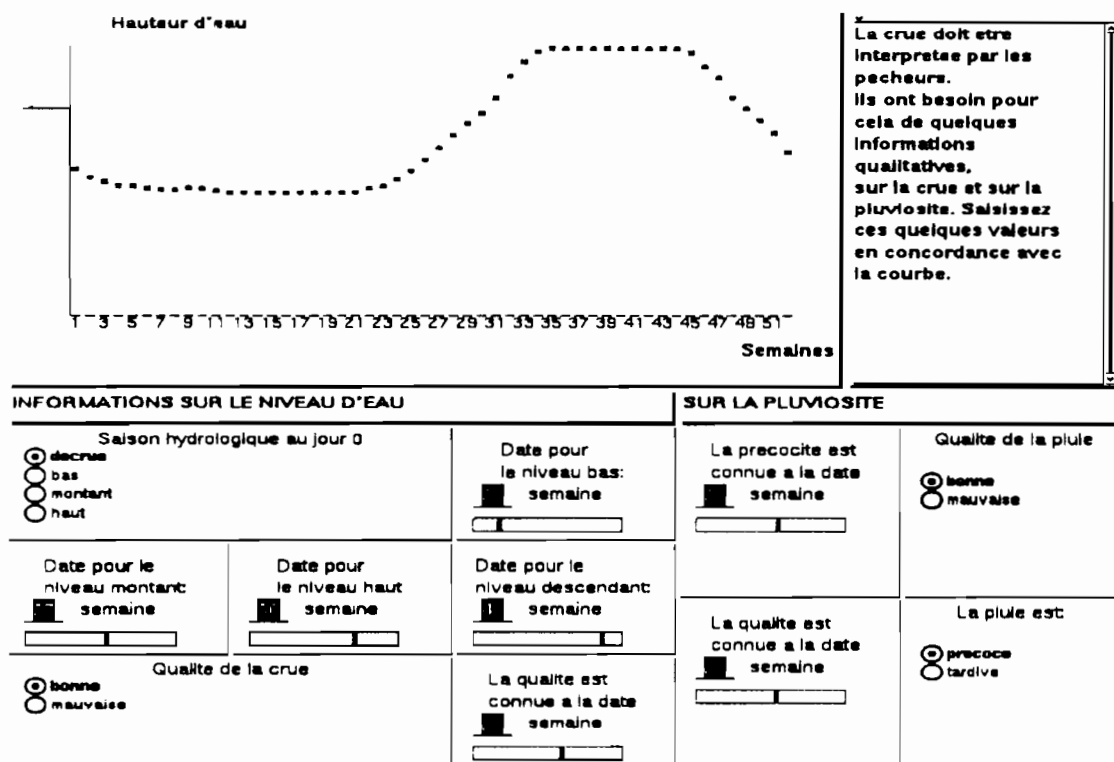 Hauteur d'eau
1 3 5 7 9 11 13 15 17 19 21 23 25 27 29 31 33 35 37 39 41 43 45 47 49 51
Semaines
La crue doit etre
interpretee par les
pecheurs.
Ils ont besoin pour
cela de quelques
informations
qualitatives,
sur la crue et sur la
pluviosite. Saisissez
ces quelques valeurs
en concordance avec
la courbe.
INFORMATIONS SUR LE NIVEAU D'EAU
Saison hydrologique au jour 0
decrue
bas
montant
haut
Date pour
le niveau bas:
semaine
Date pour le
niveau montant:
semaine
Date pour
le niveau haut
semaine
Date pour le
niveau descendant:
semaine
Qualite de la crue
bonne
mauvaise
La qualite est
connue a la date
semaine
SUR LA PLUVIOSITE
La precocite est
connue a la date
semaine
Qualite de la pluie
bonne
mauvaise
La qualite est
connue a la date
semaine
La pluie est:
precoce
tardive